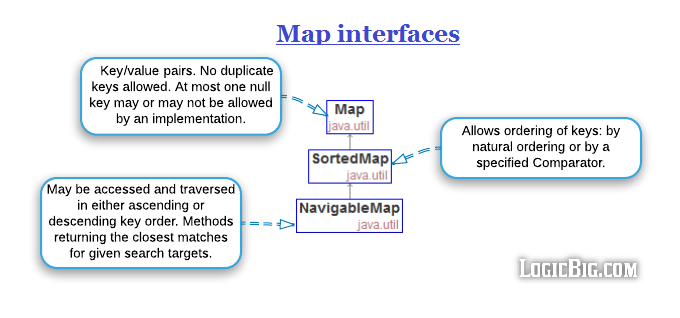 Map interfaces
Key/value pairs. No duplicate
keys allowed. At most one null
key may or may not be allowed
by an implementation.
Map
java.util
Allows ordering of keys: by
natural ordering or by a
specified Comparator.
SortedMap
java.util
May be accessed and traversed
in either ascending or
descending key order. Methods
returning the closest matches
for given search targets.
NavigableMap
java.util
LogicBig.com